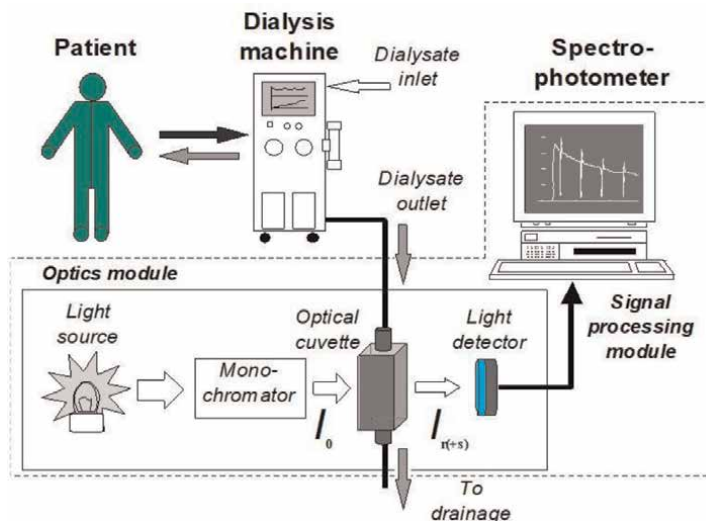 Patient
Dialysis
machine
Dialysate
inlet
Spectro-
photometer
Dialysate
outlet
Optics module
Light
source
Mono-
chromator
Optical
cuvette
Light
detector
Signal
processing
module
I0
Ir(+s)
To
drainage